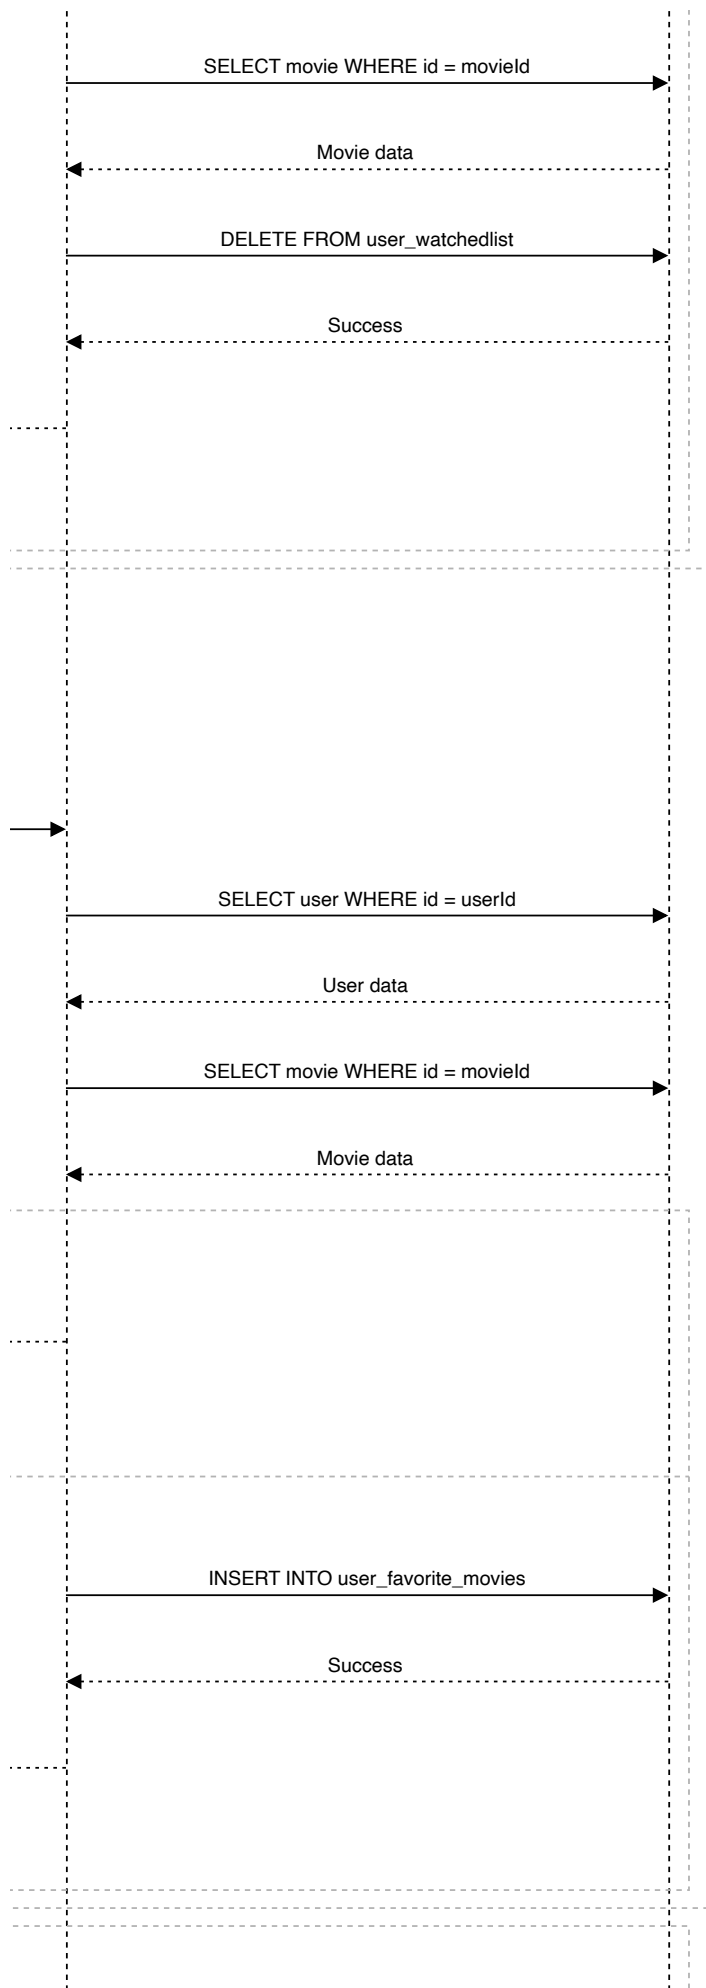 SELECT movie WHERE id = movieId
Movie data
DELETE FROM user_watchedlist
Success
SELECT user WHERE id = userId
User data
SELECT movie WHERE id = movieId
Movie data
INSERT INTO user_favorite_movies
Success